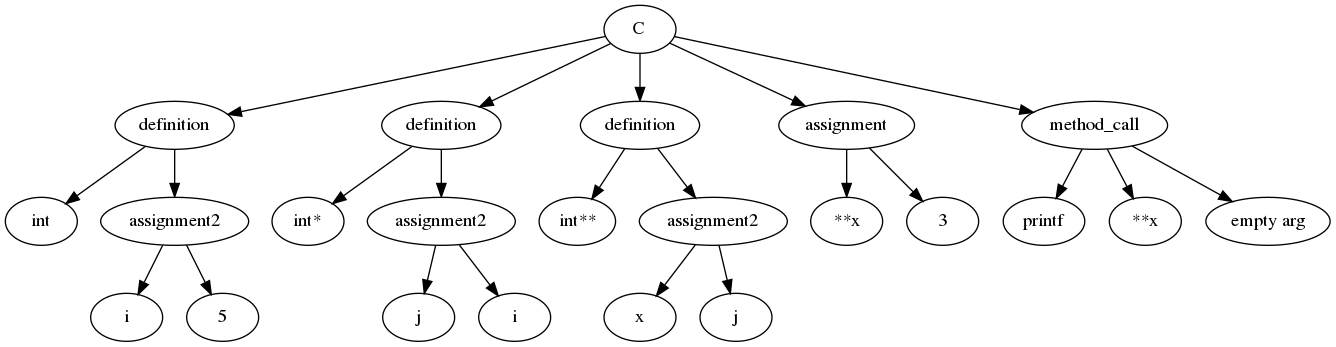 C
definition
definition
definition
assignment
method_call
int
assignment2
int*
assignment2
int**
assignment2
**x
3
printf
**x
empty arg
i
5
j
i
x
j